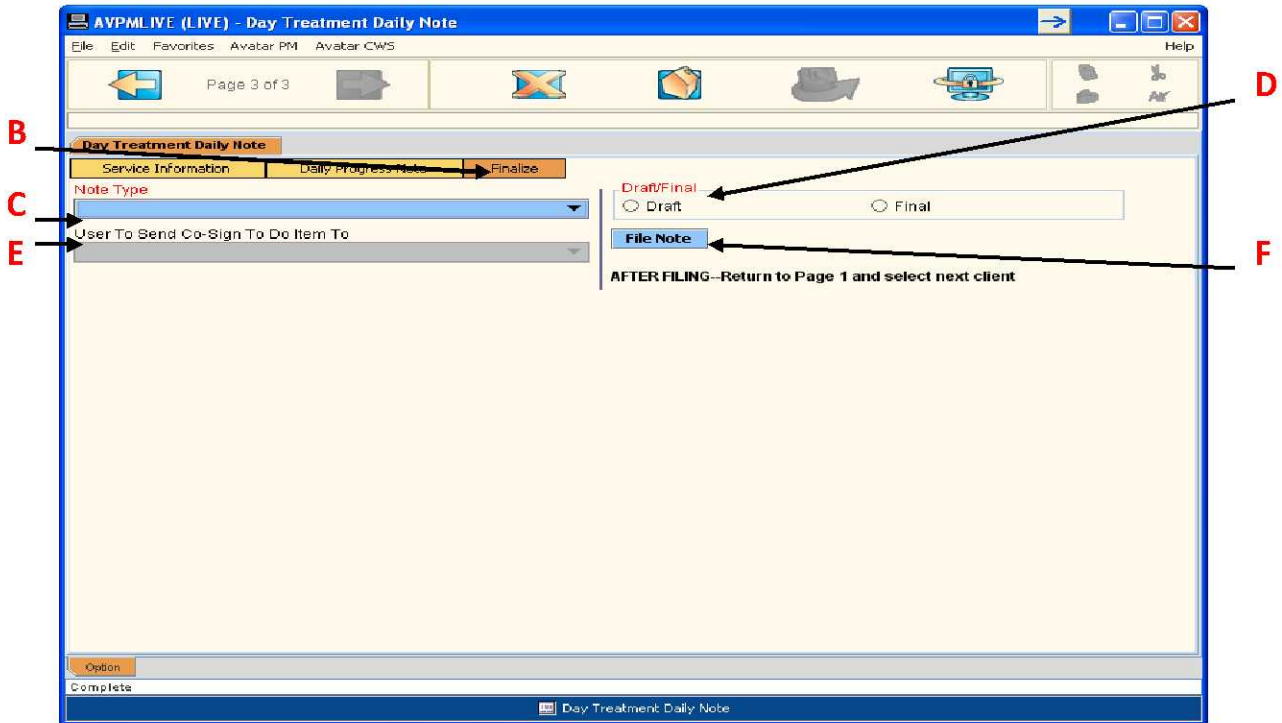 AVPMLIVE (LIVE) - Day Treatment Daily Note
File Edit Favorites Avatar PM Avatar CWS Help
Page 3 of 3
D
B
Day Treatment Daily Note
Service Information Daily Progress Note Finalize
Note Type Draft/Final
C
Draft Final
User To Send Co-Sign To Do Item To
File Note
E
F
AFTER FILING--Return to Page 1 and select next client
Option
Complete
Day Treatment Daily Note